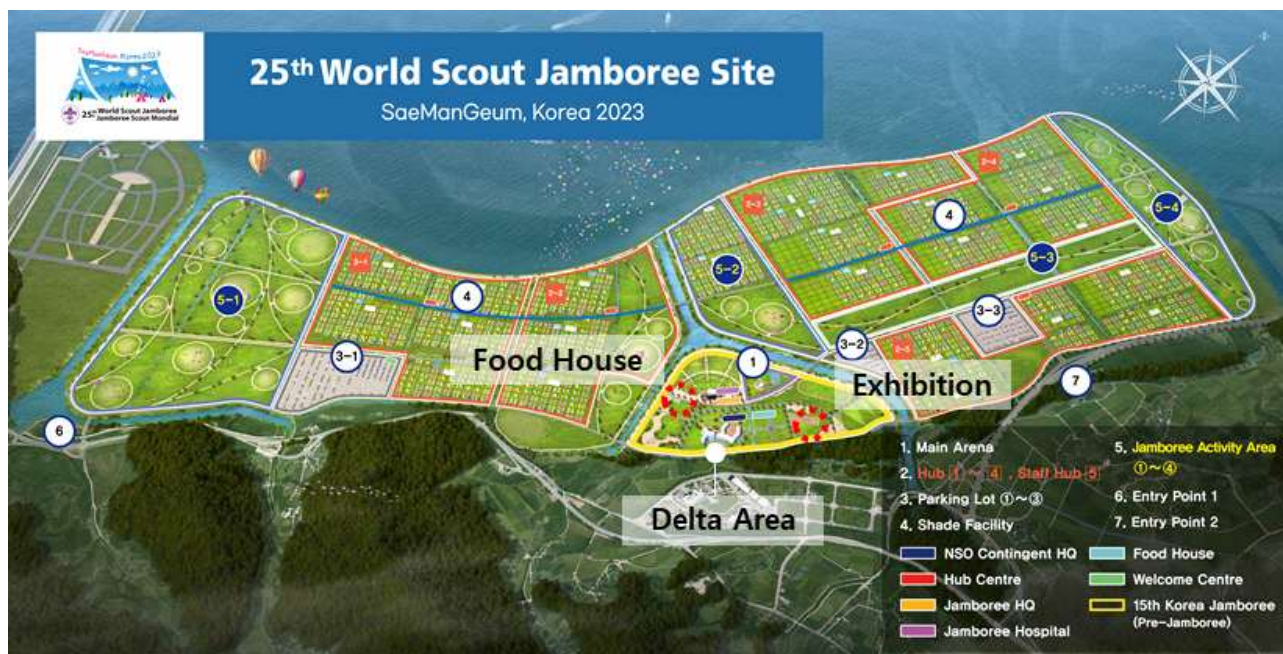 SaeManGeum, Korea 2023
25th World Scout Jamboree
Jamboree Scout Mondial
25th World Scout Jamboree Site
SaeManGeum, Korea 2023
2-4
2-3
5-4
4
5-2
5-3
5-1
2-1
4
2-2
3-3
3-1
3-2
2-5
Food House
1
Exhibition
7
6
Delta Area
1. Main Arena
2. Hub ① ~ ④, Staff Hub ⑤
3. Parking Lot ①~③
4. Shade Facility
5. Jamboree Activity Area
①~④
6. Entry Point 1
7. Entry Point 2
NSO Contingent HQ
Hub Centre
Jamboree HQ
Jamboree Hospital
Food House
Welcome Centre
15th Korea Jamboree
(Pre-Jamboree)